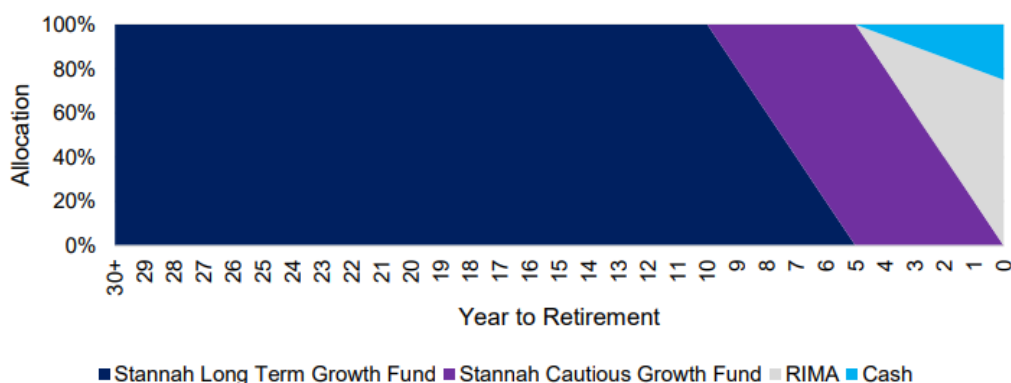 100%
80%
60%
40%
20%
0%
Allocation
30+ 29 28 27 26 25 24 23 22 21 20 19 18 17 16 15 14 13 12 11 10 9 8 7 6 5 4 3 2 1 0
Year to Retirement
Stannah Long Term Growth Fund Stannah Cautious Growth Fund RIMA Cash